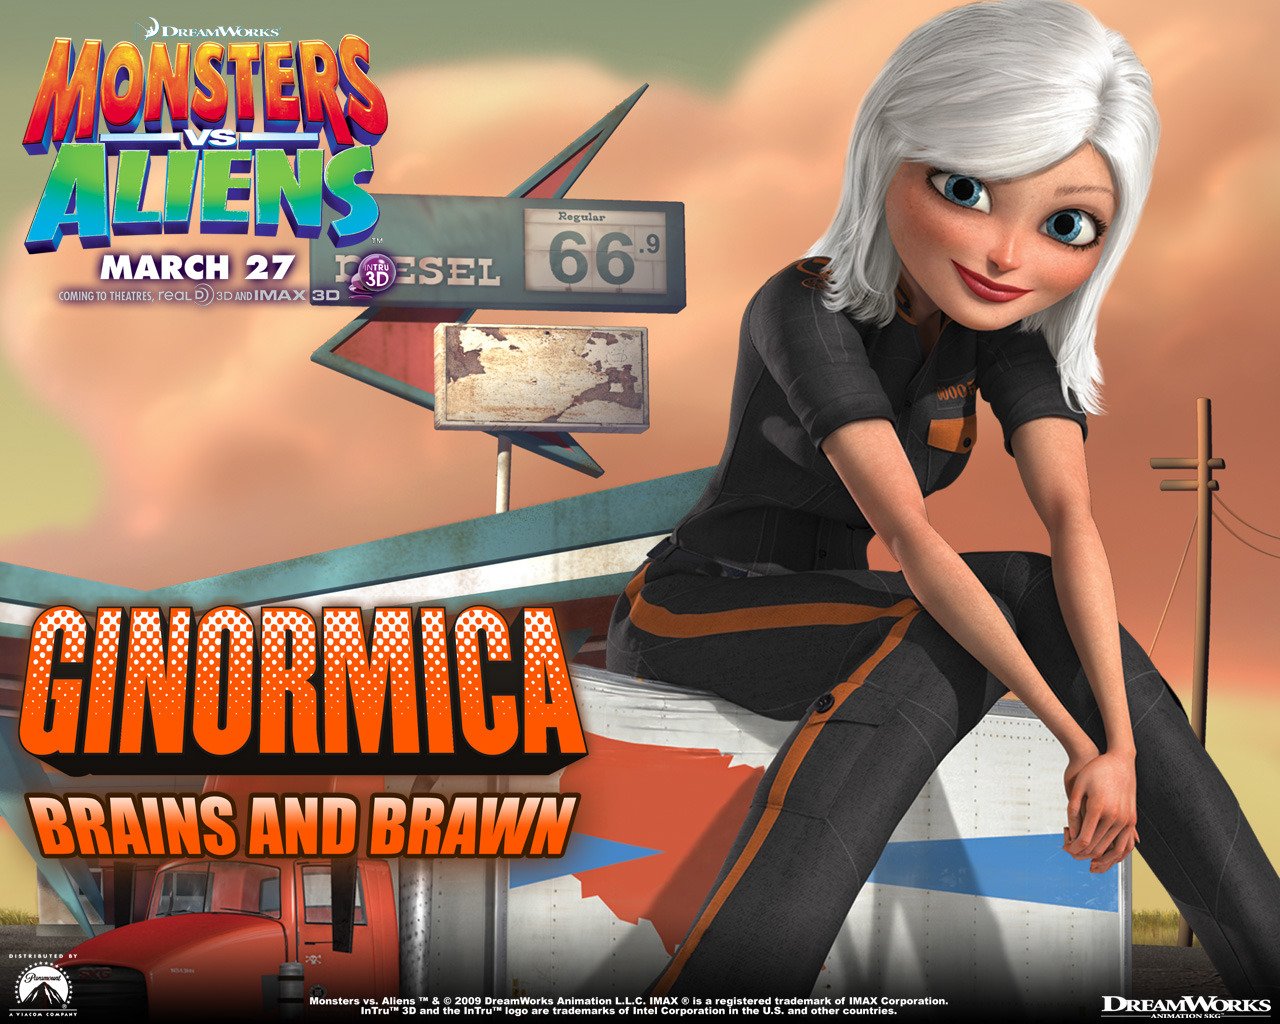 DREAMWORKS
MONSTERS
VS
ALIENS™
MARCH 27
INTRU 3D
COMING TO THEATRES, REAL D 3D AND IMAX 3D
Regular
66.9
DIESEL
GINORMICA
BRAINS AND BRAWN
DISTRIBUTED BY
Paramount
A VIACOM COMPANY
Monsters vs. Aliens ™ & © 2009 DreamWorks Animation L.L.C. IMAX ® is a registered trademark of IMAX Corporation.
InTru™ 3D and the InTru™ logo are trademarks of Intel Corporation in the U.S. and other countries.
DREAMWORKS
ANIMATION SKG™